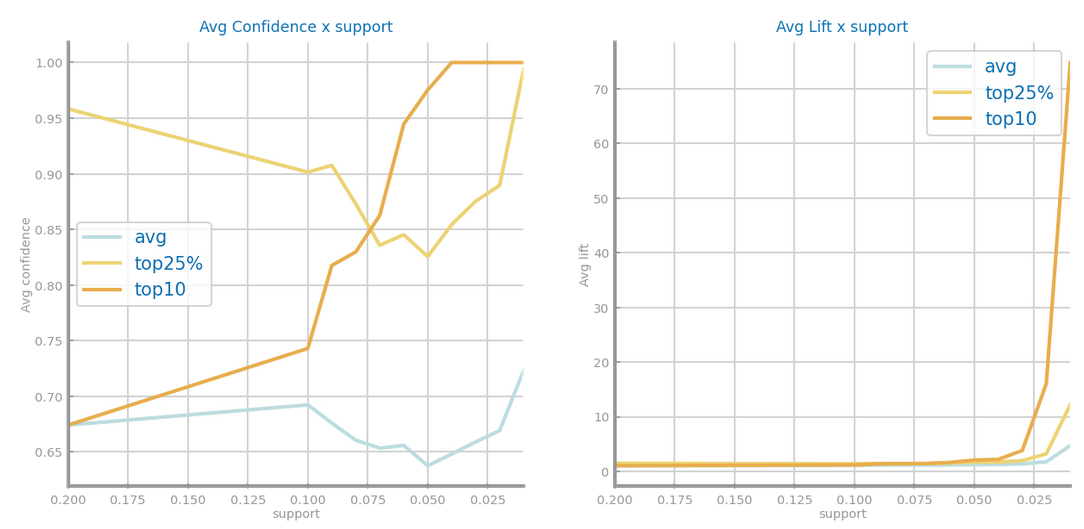 Avg Confidence x support
Avg confidence
1.00
0.95
0.90
0.85
0.80
0.75
0.70
0.65
avg
top25%
top10
0.200 0.175 0.150 0.125 0.100 0.075 0.050 0.025
support
Avg Lift x support
Avg lift
70
60
50
40
30
20
10
0
avg
top25%
top10
0.200 0.175 0.150 0.125 0.100 0.075 0.050 0.025
support